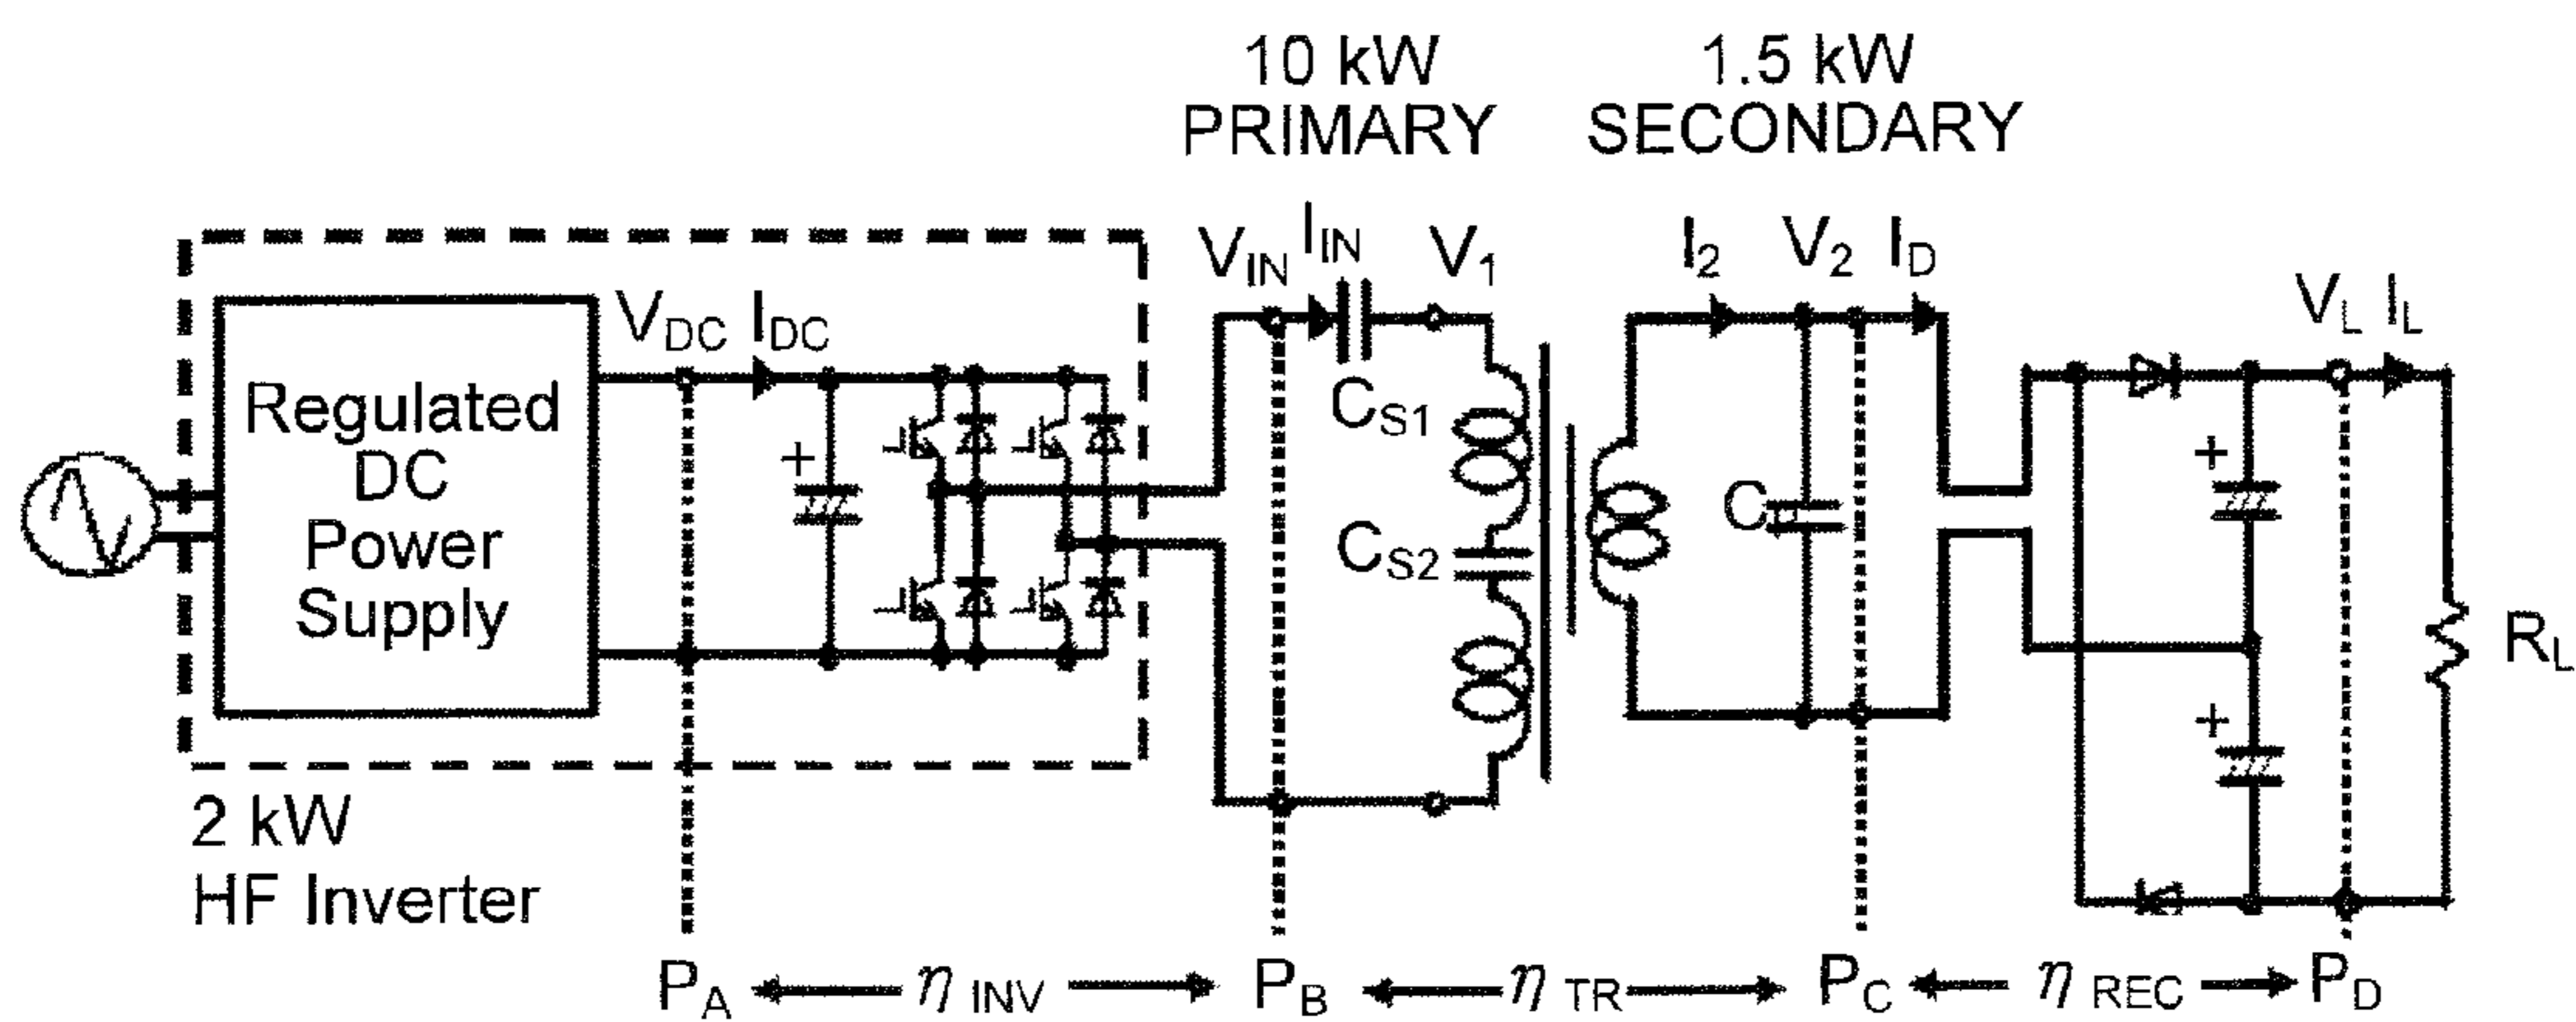 10 kW
PRIMARY
1.5 kW
SECONDARY
V_IN I_IN V_1
I_2 V_2 I_D
V_L I_L
V_DC I_DC
Regulated
DC
Power
Supply
+
C_S1
C_S2
C_P
+
+
R_L
2 kW
HF Inverter
P_A η INV P_B η TR P_C η REC P_D